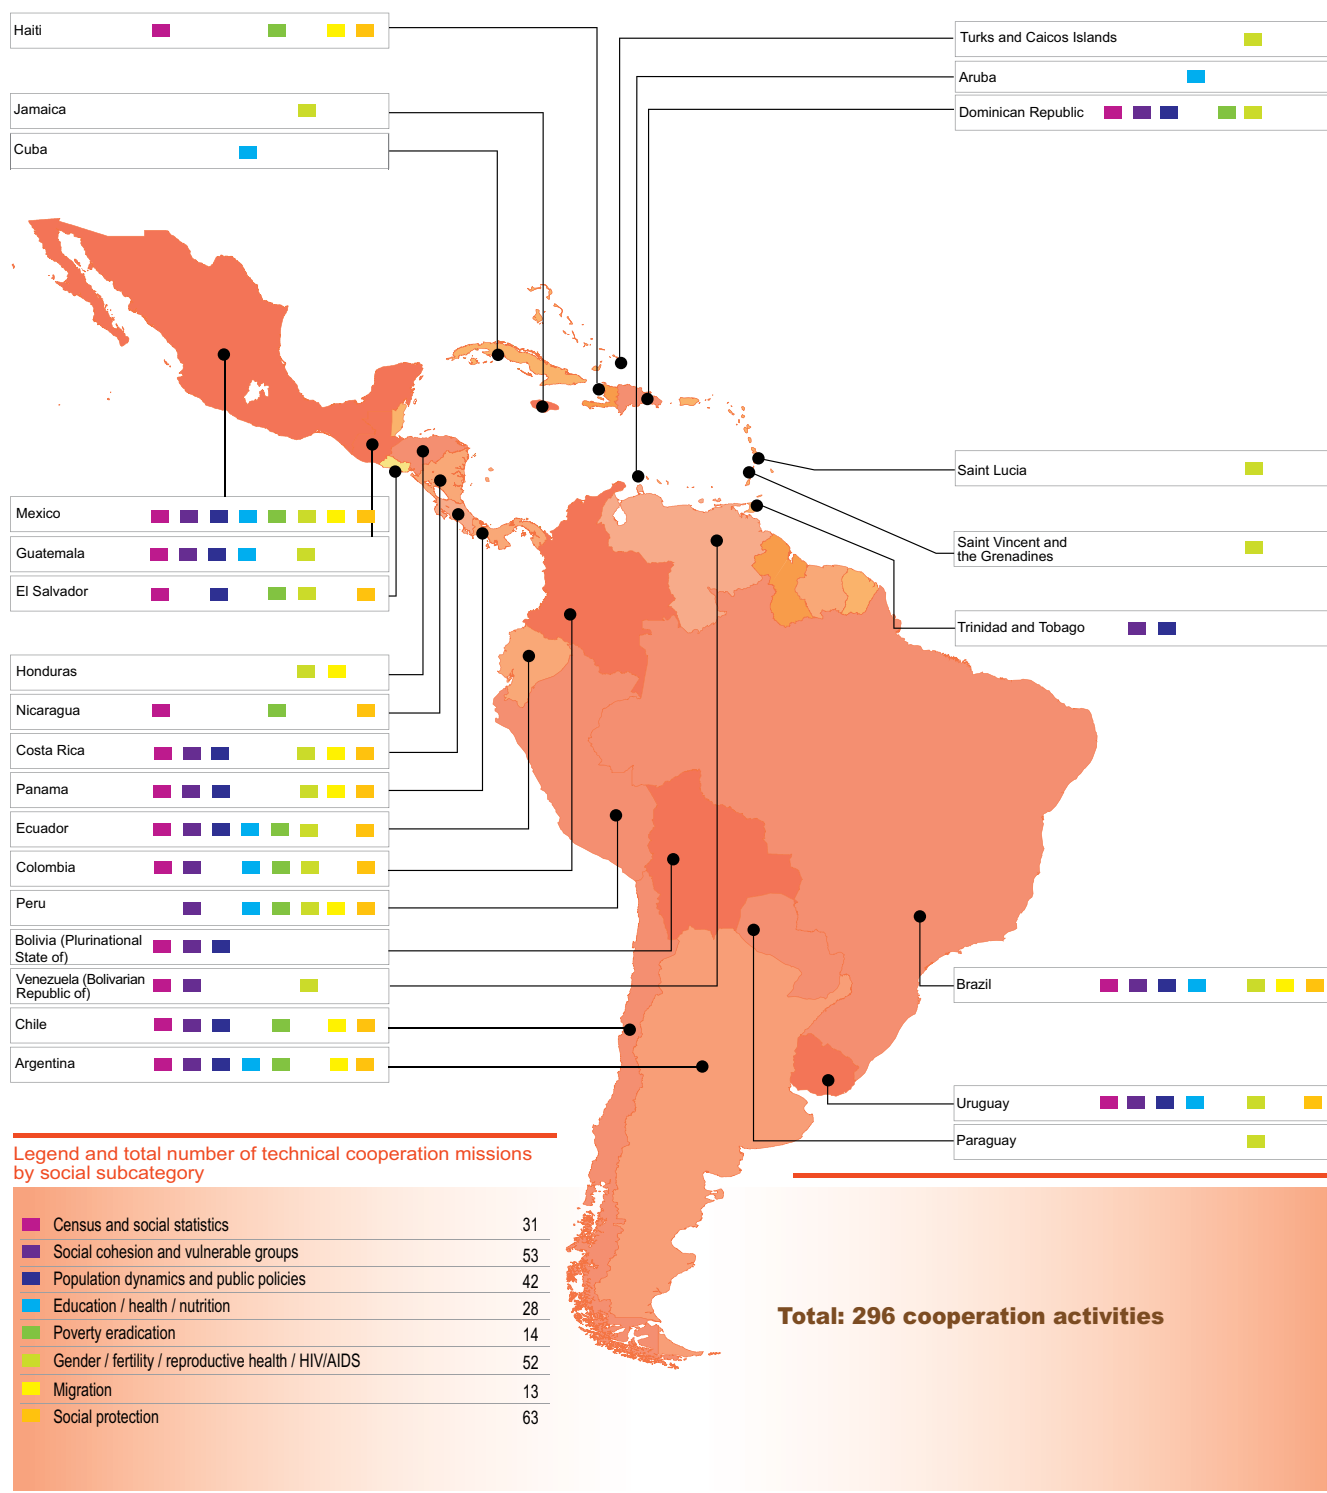 Haiti
Jamaica
Cuba
Turks and Caicos Islands
Aruba
Dominican Republic
Saint Lucia
Saint Vincent and
the Grenadines
Trinidad and Tobago
Mexico
Guatemala
El Salvador
Honduras
Nicaragua
Costa Rica
Panama
Ecuador
Colombia
Peru
Bolivia (Plurinational
State of)
Venezuela (Bolivarian
Republic of)
Chile
Argentina
Brazil
Uruguay
Paraguay
Legend and total number of technical cooperation missions
by social subcategory
Census and social statistics 31
Social cohesion and vulnerable groups 53
Population dynamics and public policies 42
Education / health / nutrition 28
Poverty eradication 14
Gender / fertility / reproductive health / HIV/AIDS 52
Migration 13
Social protection 63
Total: 296 cooperation activities